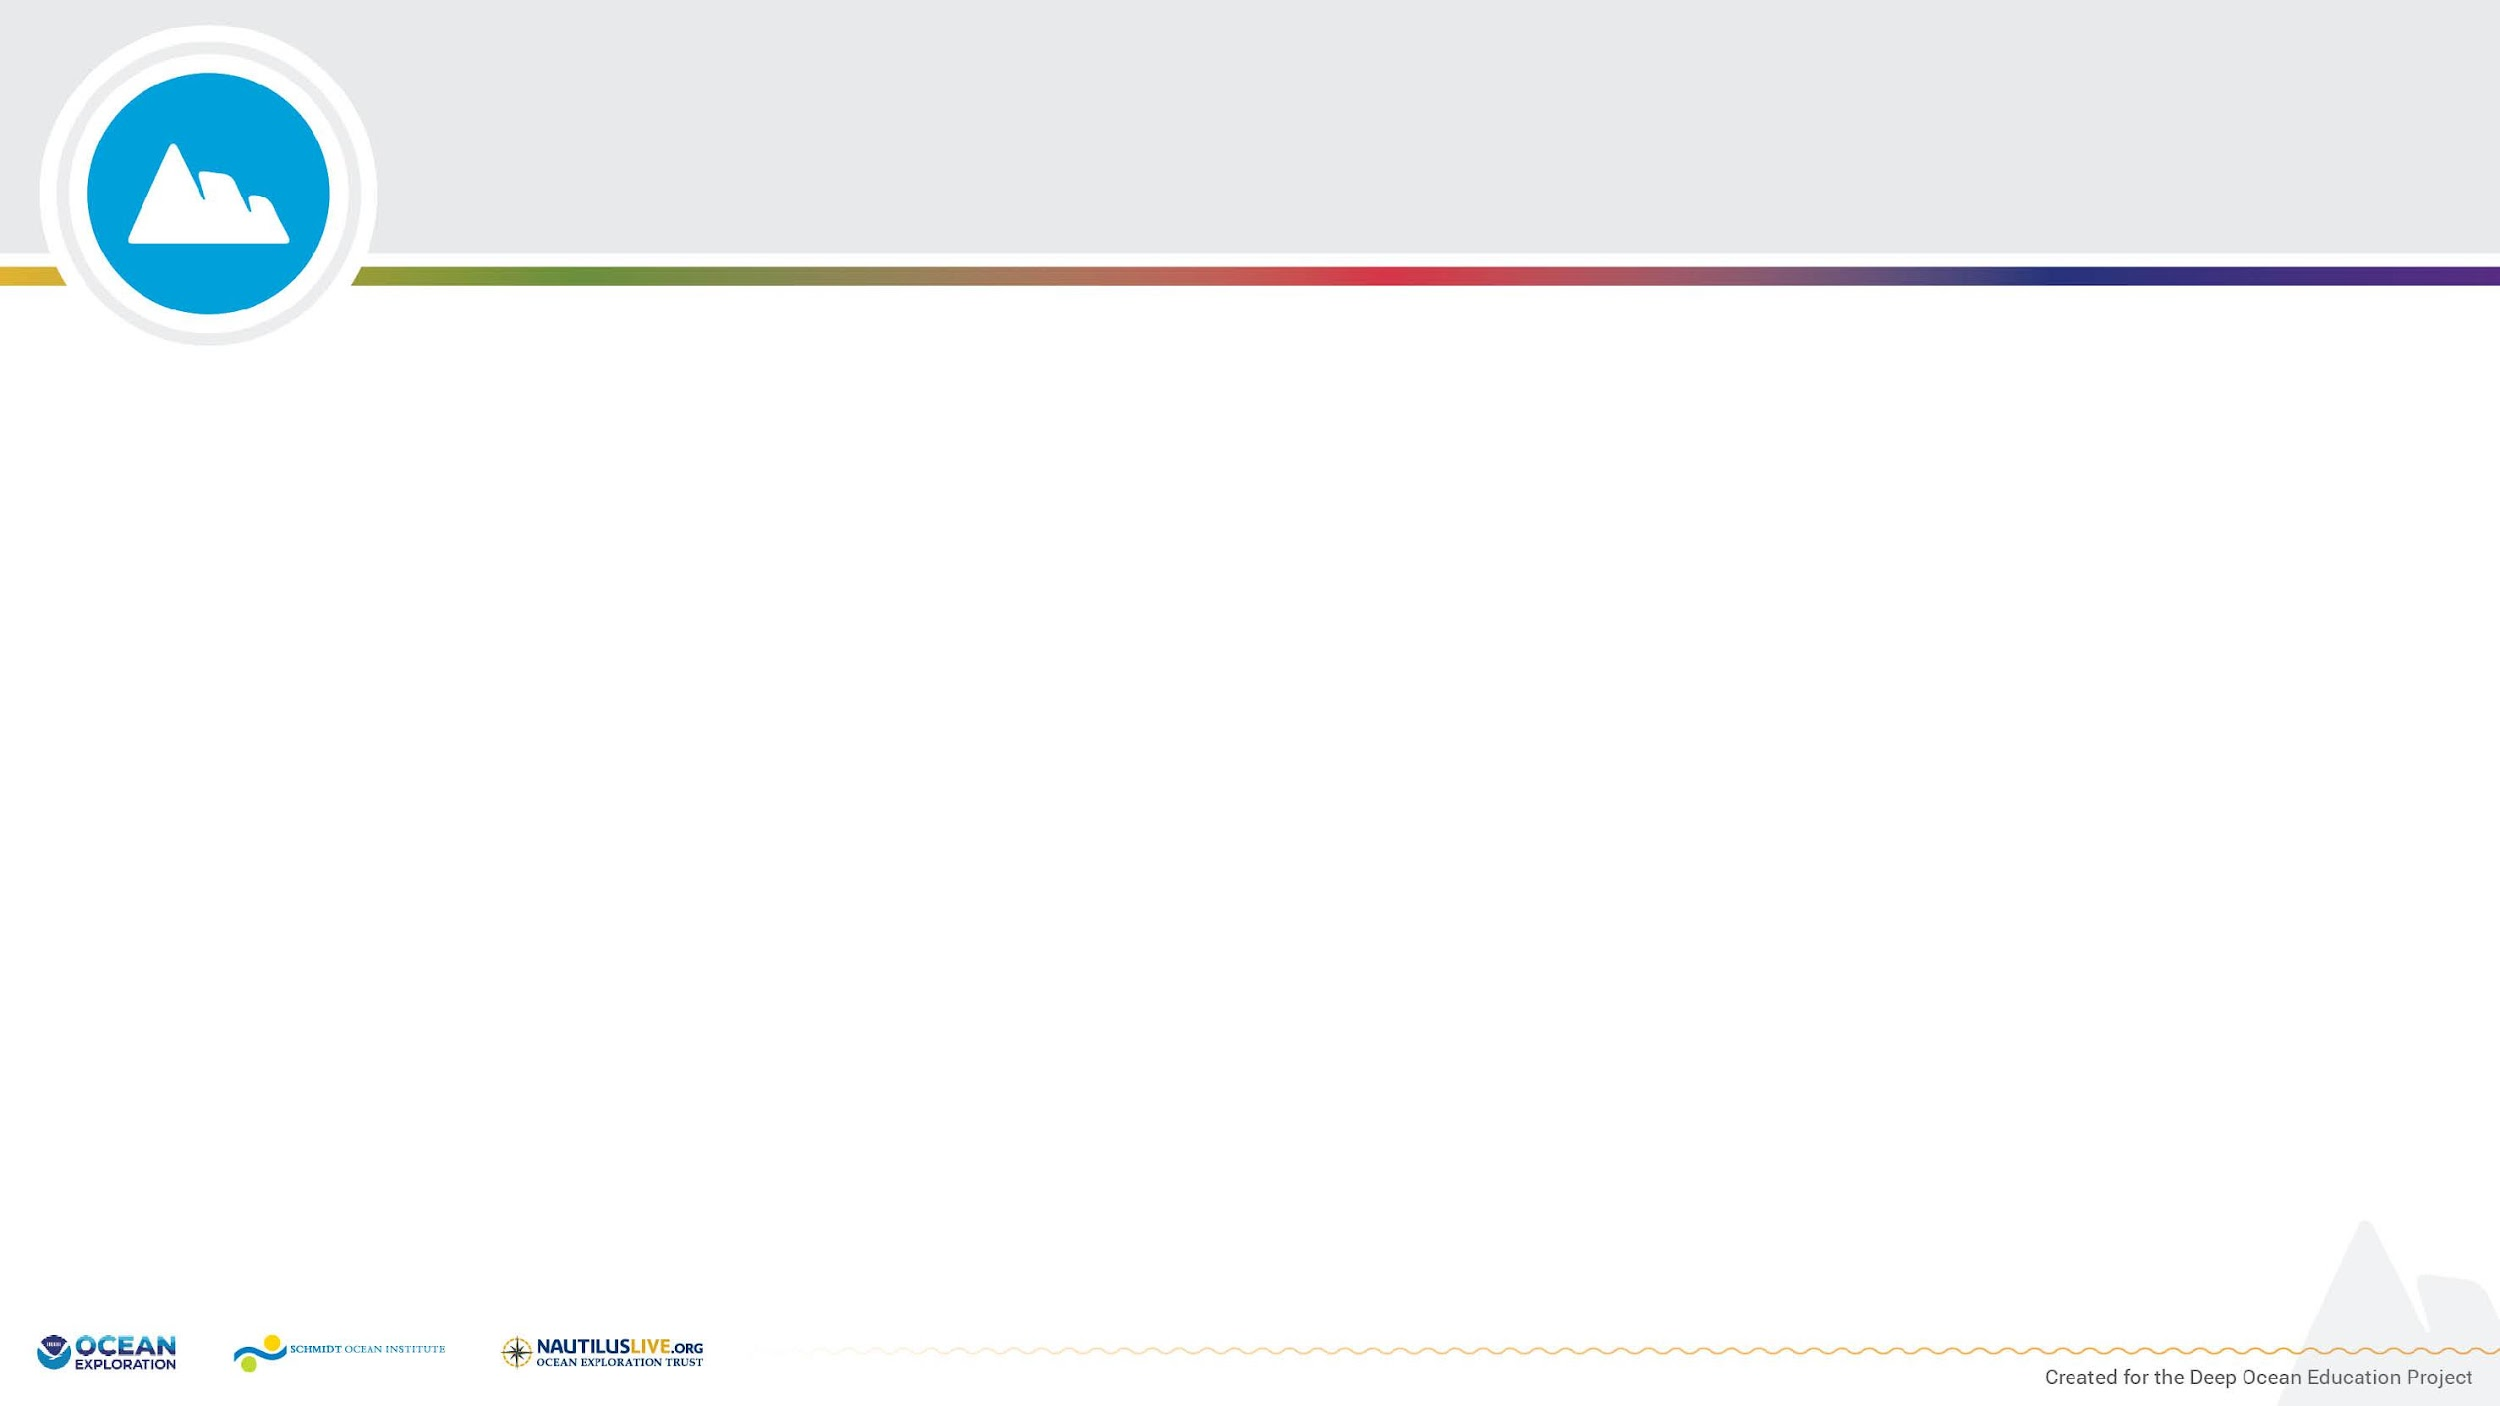 OCEAN
EXPLORATION
SCHMIDT OCEAN INSTITUTE
NAUTILUSLIVE.ORG
OCEAN EXPLORATION TRUST
Created for the Deep Ocean Education Project